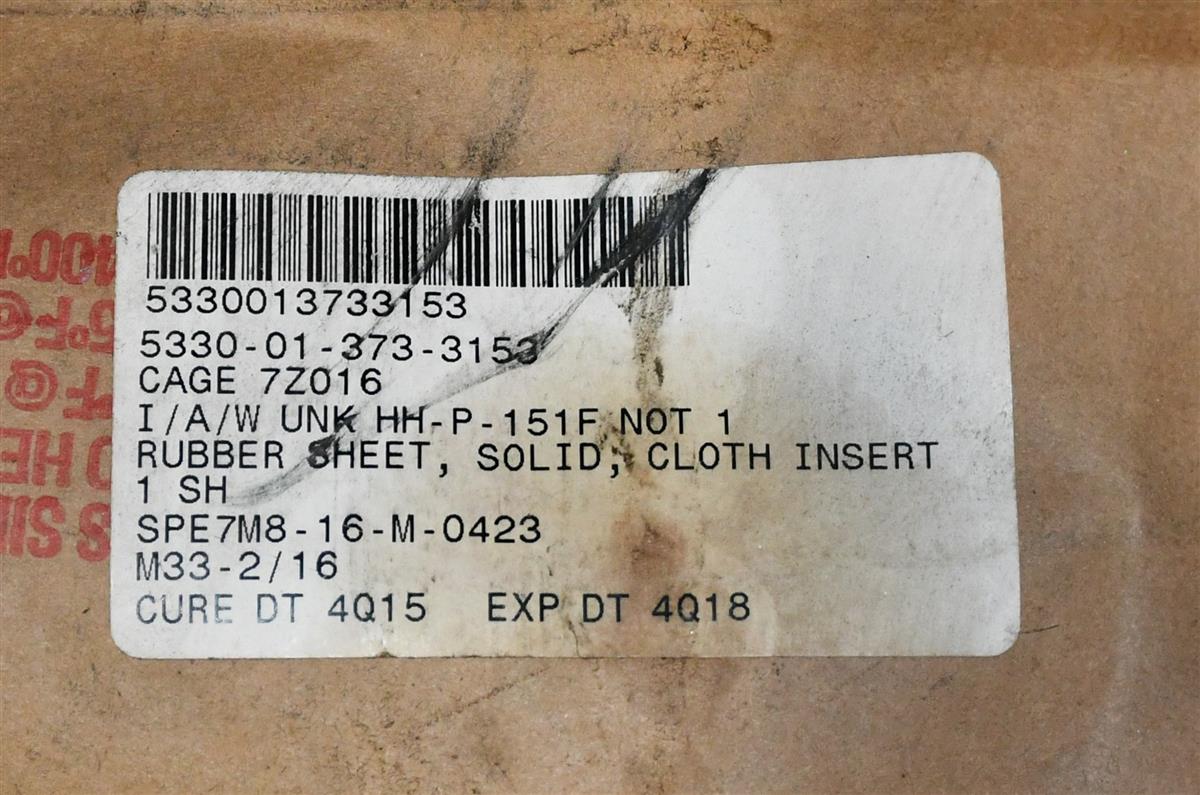 5330013733153
5330-01-373-3153
CAGE 7Z016
I/A/W UNK HH-P-151F NOT 1
RUBBER SHEET, SOLID, CLOTH INSERT
1 SH
SPE7M8-16-M-0423
M33-2/16
CURE DT 4Q15 EXP DT 4Q18